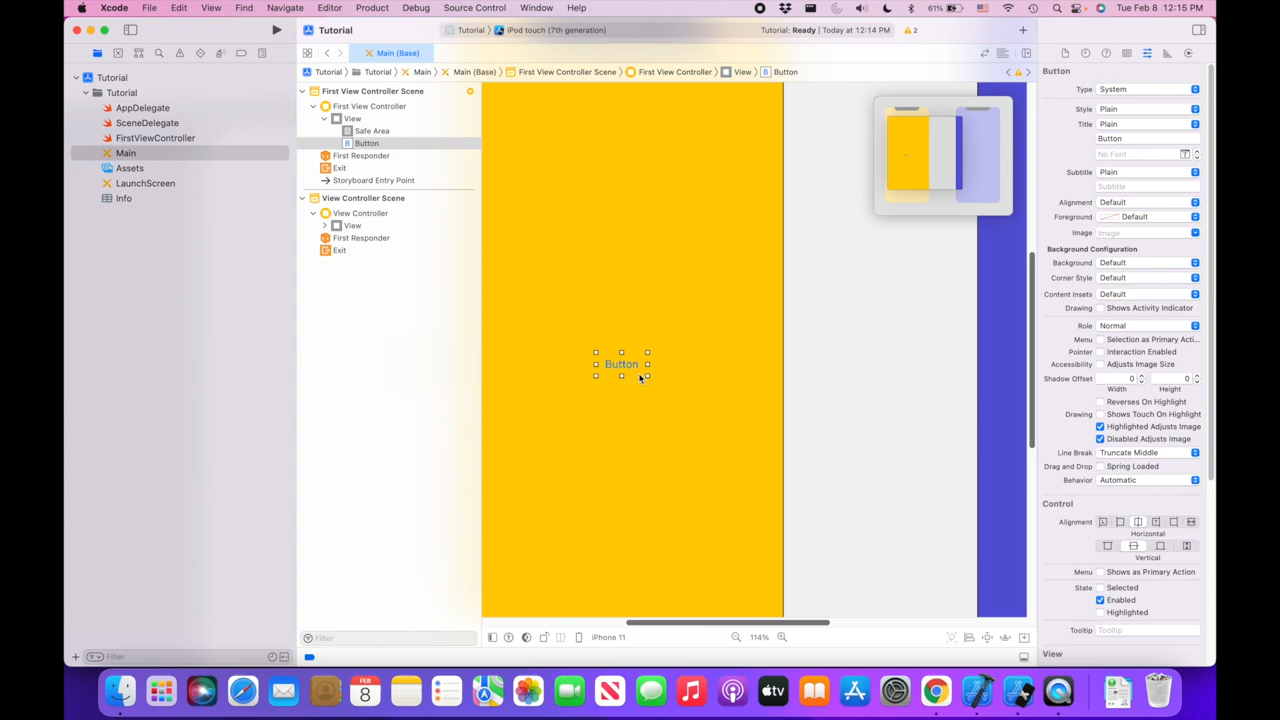 Xcode File Edit View Find Navigate Editor Product Debug Source Control Window Help 61% Tue Feb 8 12:15 PM
Tutorial Tutorial iPod touch (7th generation) Tutorial: Ready | Today at 12:14 PM 2
Main (Base)
Tutorial Tutorial Main Main (Base) First View Controller Scene First View Controller View B Button
Tutorial
Tutorial
AppDelegate
SceneDelegate
FirstViewController
Main
Assets
LaunchScreen
Info
Filter
First View Controller Scene
First View Controller
View
Safe Area
B Button
First Responder
Exit
Storyboard Entry Point
View Controller Scene
View Controller
View
First Responder
Exit
Filter
Button
iPhone 11
114%
Button
Type System
Style Plain
Title Plain
Button
No Font
Subtitle Plain
Subtitle
Alignment Default
Foreground Default
Image Image
Background Configuration
Background Default
Corner Style Default
Content Insets Default
Drawing Shows Activity Indicator
Role Normal
Menu Selection as Primary Acti...
Pointer Interaction Enabled
Accessibility Adjusts Image Size
Shadow Offset 0 0
Width Height
Reverses On Highlight
Drawing Shows Touch On Highlight
Highlighted Adjusts Image
Disabled Adjusts Image
Line Break Truncate Middle
Drag and Drop Spring Loaded
Behavior Automatic
Control
Alignment
Horizontal
Vertical
Menu Shows as Primary Action
State Selected
Enabled
Highlighted
Tooltip Tooltip
View
FEB
8
N
tv